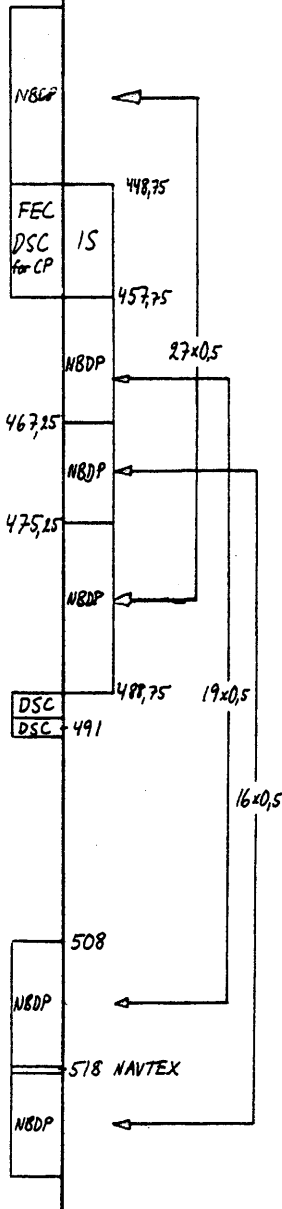 NBDP
448,75
FEC
DSC
for CP
IS
457,75
27x0,5
NBDP
467,25
NBDP
475,25
NBDP
488,75
19x0,5
DSC
DSC
491
16x0,5
508
NBDP
518 NAVTEX
NBDP